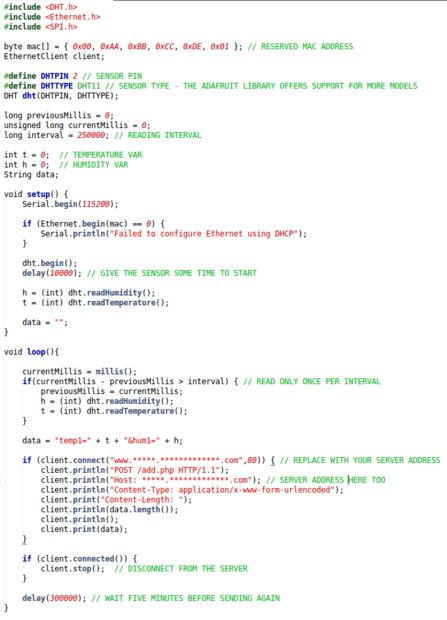 #include <DHT.h>
#include <Ethernet.h>
#include <SPI.h>

byte mac[] = { 0x00, 0xAA, 0xBB, 0xCC, 0xDE, 0x01 }; // RESERVED MAC ADDRESS
EthernetClient client;

#define DHTPIN 2 // SENSOR PIN
#define DHTTYPE DHT11 // SENSOR TYPE - THE ADAFRUIT LIBRARY OFFERS SUPPORT FOR MORE MODELS
DHT dht(DHTPIN, DHTTYPE);

long previousMillis = 0;
unsigned long currentMillis = 0;
long interval = 250000; // READING INTERVAL

int t = 0;  // TEMPERATURE VAR
int h = 0;  // HUMIDITY VAR
String data;

void setup() {
    Serial.begin(115200);

    if (Ethernet.begin(mac) == 0) {
        Serial.println("Failed to configure Ethernet using DHCP");
    }

    dht.begin();
    delay(10000); // GIVE THE SENSOR SOME TIME TO START

    h = (int) dht.readHumidity();
    t = (int) dht.readTemperature();

    data = "";
}

void loop(){

    currentMillis = millis();
    if(currentMillis - previousMillis > interval) { // READ ONLY ONCE PER INTERVAL
        previousMillis = currentMillis;
        h = (int) dht.readHumidity();
        t = (int) dht.readTemperature();
    }

    data = "temp1=" + t + "&hum1=" + h;

    if (client.connect("www.*****.*************.com",80)) { // REPLACE WITH YOUR SERVER ADDRESS
        client.println("POST /add.php HTTP/1.1");
        client.println("Host: *****.*************.com"); // SERVER ADDRESS HERE TOO
        client.println("Content-Type: application/x-www-form-urlencoded");
        client.print("Content-Length: ");
        client.println(data.length());
        client.println();
        client.print(data);
    }

    if (client.connected()) {
        client.stop();  // DISCONNECT FROM THE SERVER
    }

    delay(300000); // WAIT FIVE MINUTES BEFORE SENDING AGAIN
}